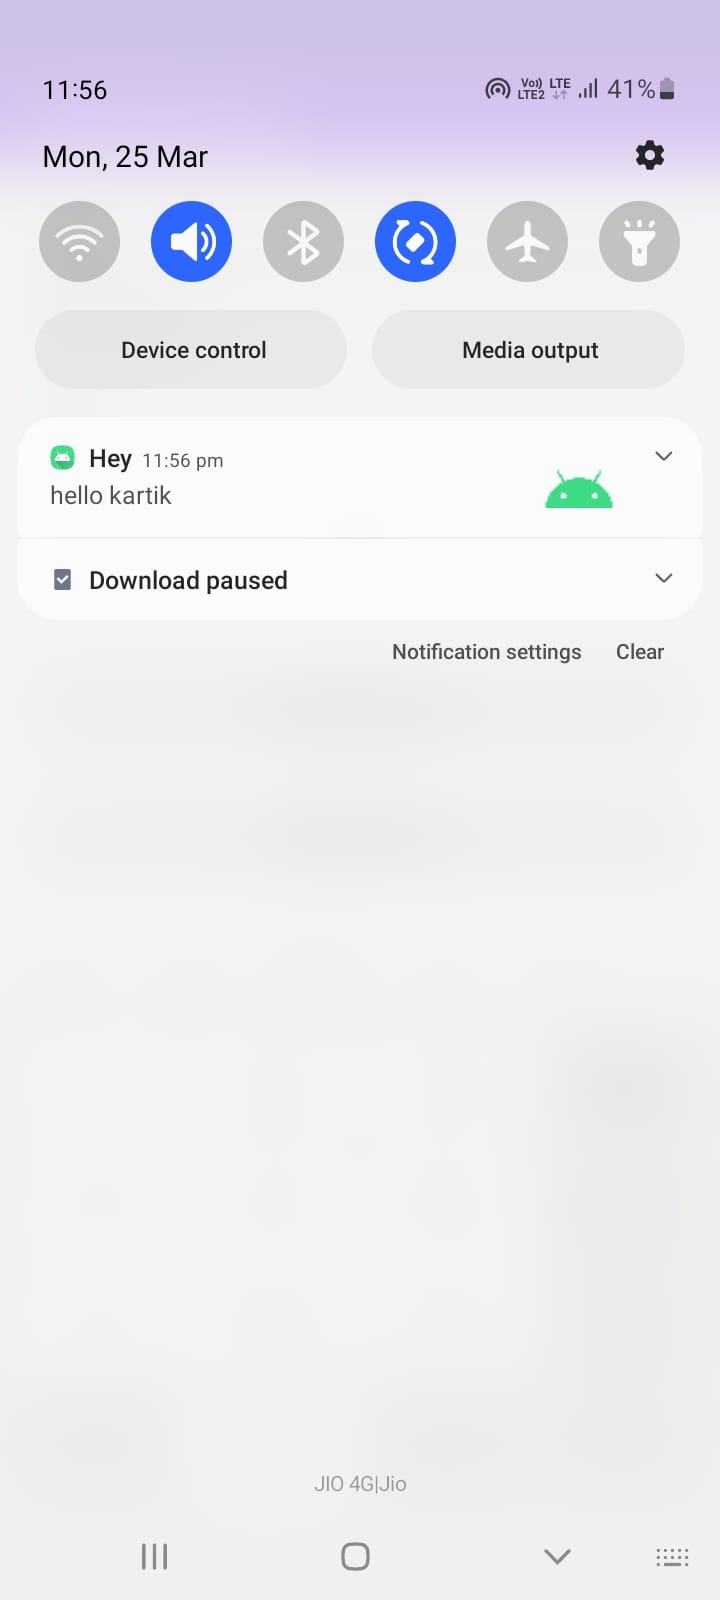 11:56 Vo)) LTE2 LTE 41%
Mon, 25 Mar
Device control Media output
Hey 11:56 pm
hello kartik
Download paused
Notification settings Clear
JIO 4G|Jio